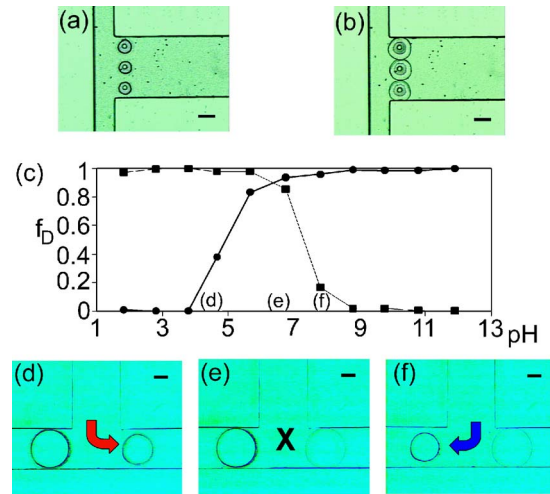 (a) (b)
(c)
1
0.8
0.6
f_D
0.4
0.2
0
(d) (e) (f)
1 3 5 7 9 11 13 pH
(d) (e) (f)
X